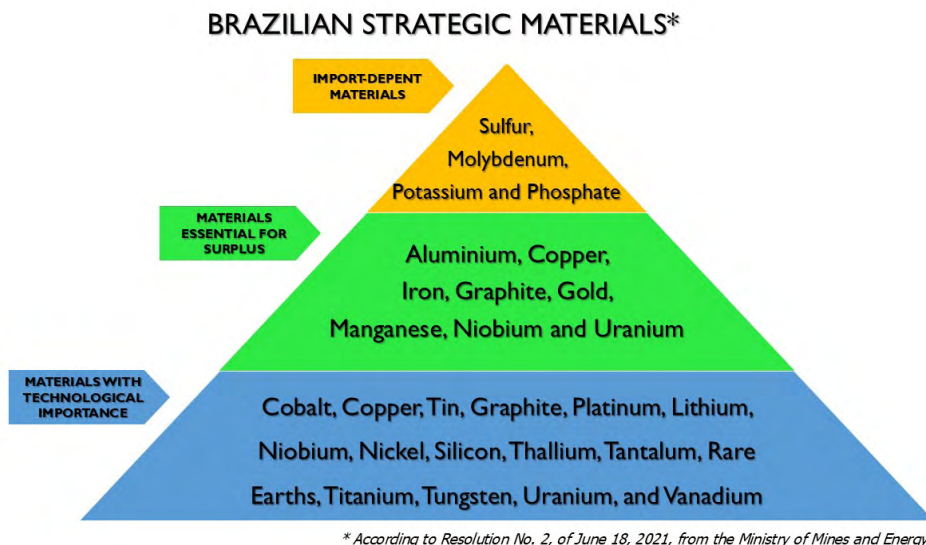 BRAZILIAN STRATEGIC MATERIALS*
IMPORT-DEPENT
MATERIALS
Sulfur,
Molybdenum,
Potassium and Phosphate
MATERIALS
ESSENTIAL FOR
SURPLUS
Aluminium, Copper,
Iron, Graphite, Gold,
Manganese, Niobium and Uranium
MATERIALS WITH
TECHNOLOGICAL
IMPORTANCE
Cobalt, Copper, Tin, Graphite, Platinum, Lithium,
Niobium, Nickel, Silicon, Thallium, Tantalum, Rare
Earths, Titanium, Tungsten, Uranium, and Vanadium
* According to Resolution No. 2, of June 18, 2021, from the Ministry of Mines and Energy